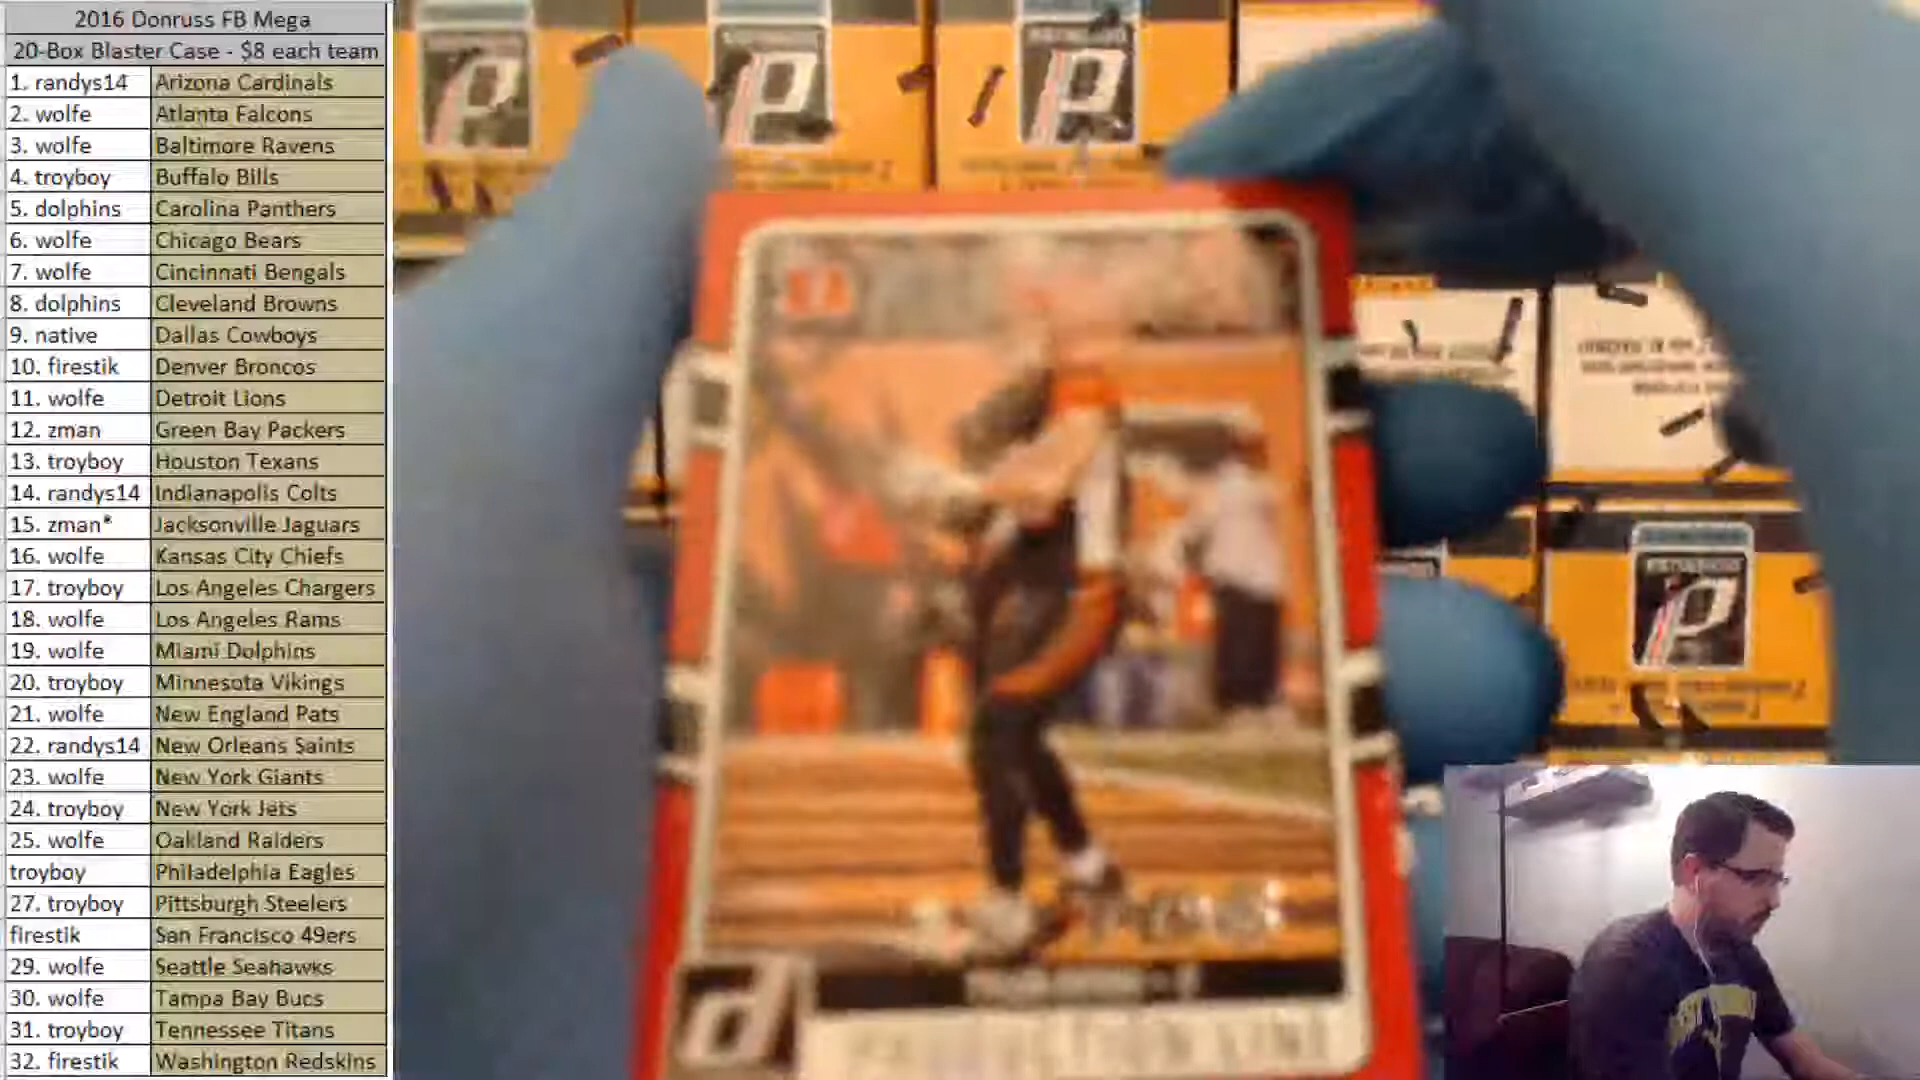 2016 Donruss FB Mega
20-Box Blaster Case - $8 each team
1. randys14 Arizona Cardinals
2. wolfe Atlanta Falcons
3. wolfe Baltimore Ravens
4. troyboy Buffalo Bills
5. dolphins Carolina Panthers
6. wolfe Chicago Bears
7. wolfe Cincinnati Bengals
8. dolphins Cleveland Browns
9. native Dallas Cowboys
10. firestik Denver Broncos
11. wolfe Detroit Lions
12. zman Green Bay Packers
13. troyboy Houston Texans
14. randys14 Indianapolis Colts
15. zman* Jacksonville Jaguars
16. wolfe Kansas City Chiefs
17. troyboy Los Angeles Chargers
18. wolfe Los Angeles Rams
19. wolfe Miami Dolphins
20. troyboy Minnesota Vikings
21. wolfe New England Pats
22. randys14 New Orleans Saints
23. wolfe New York Giants
24. troyboy New York Jets
25. wolfe Oakland Raiders
troyboy Philadelphia Eagles
27. troyboy Pittsburgh Steelers
firestik San Francisco 49ers
29. wolfe Seattle Seahawks
30. wolfe Tampa Bay Bucs
31. troyboy Tennessee Titans
32. firestik Washington Redskins
d